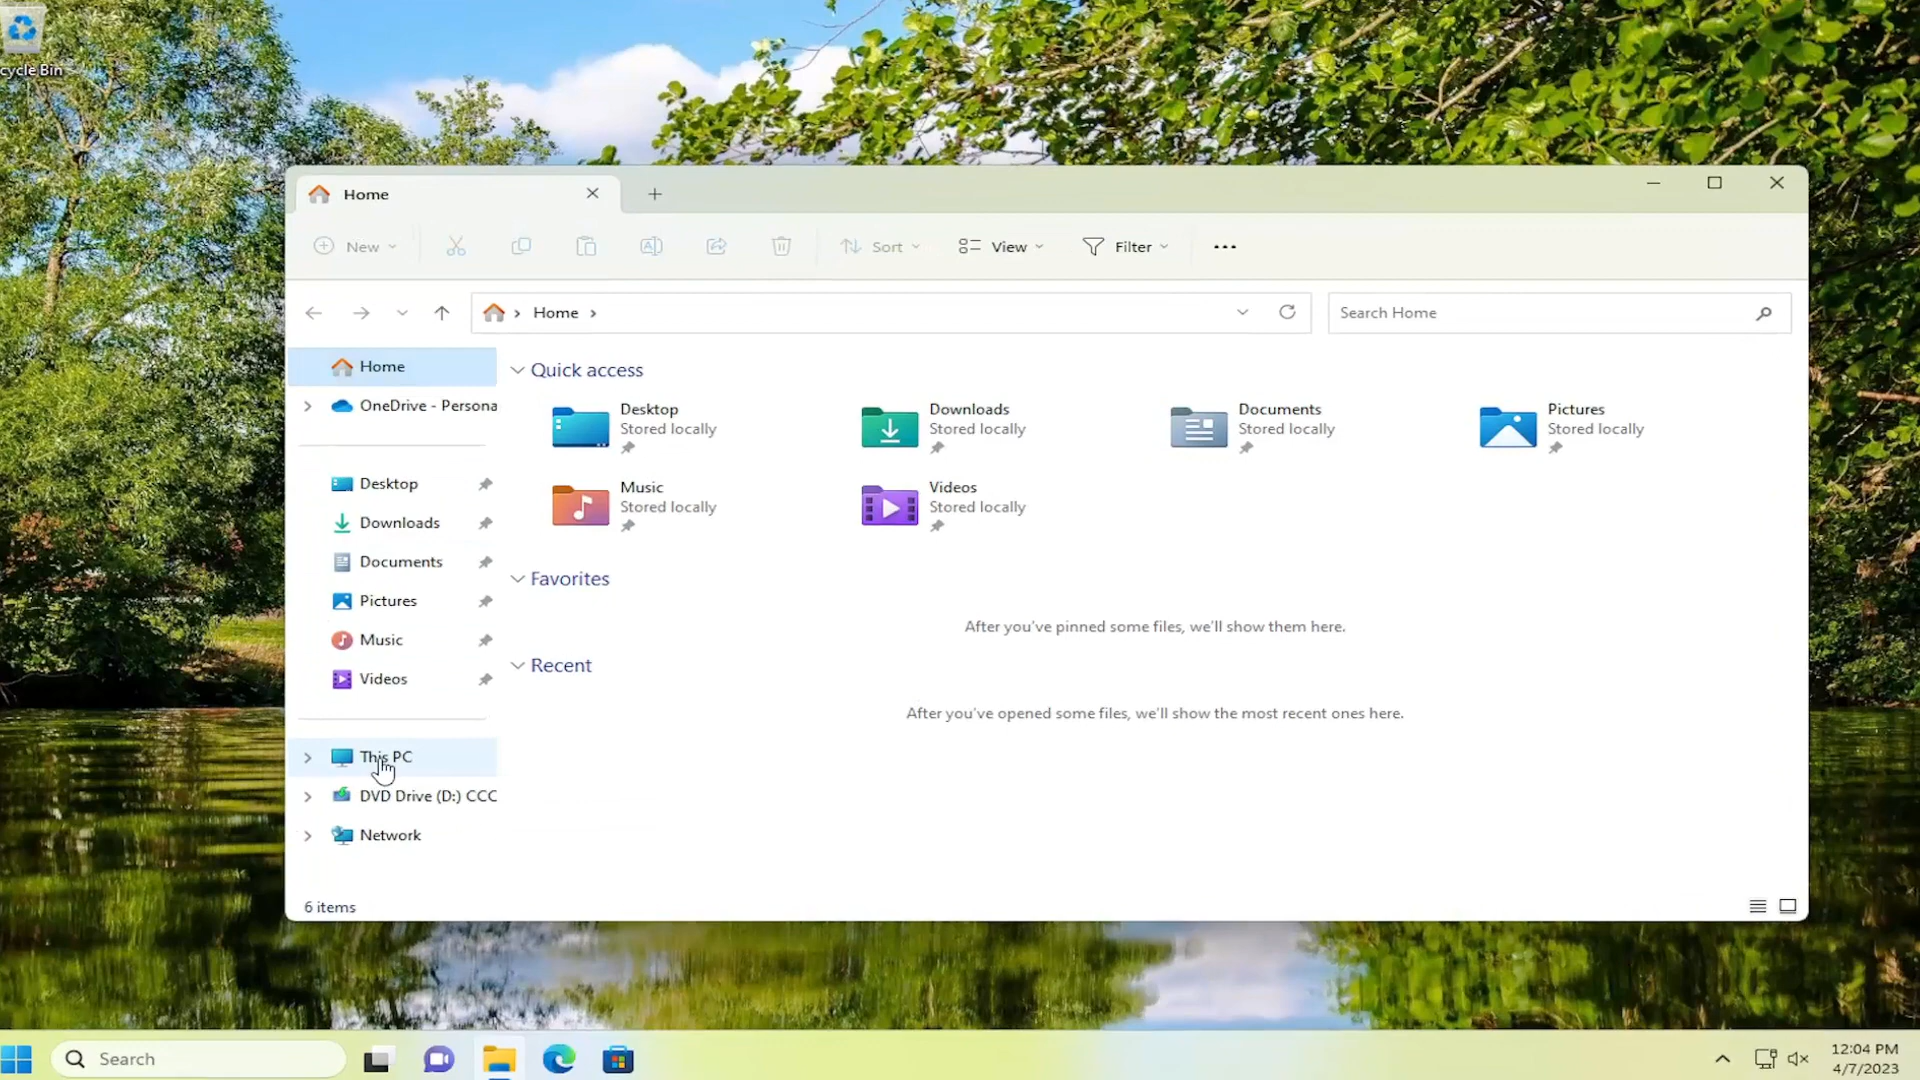 cycle Bin
Home
New
Sort
View
Filter
Home
Search Home
Home
OneDrive - Persona
Desktop
Downloads
Documents
Pictures
Music
Videos
This PC
DVD Drive (D:) CCC
Network
Quick access
Desktop
Stored locally
Downloads
Stored locally
Documents
Stored locally
Pictures
Stored locally
Music
Stored locally
Videos
Stored locally
Favorites
After you've pinned some files, we'll show them here.
Recent
After you've opened some files, we'll show the most recent ones here.
6 items
Search
12:04 PM
4/7/2023